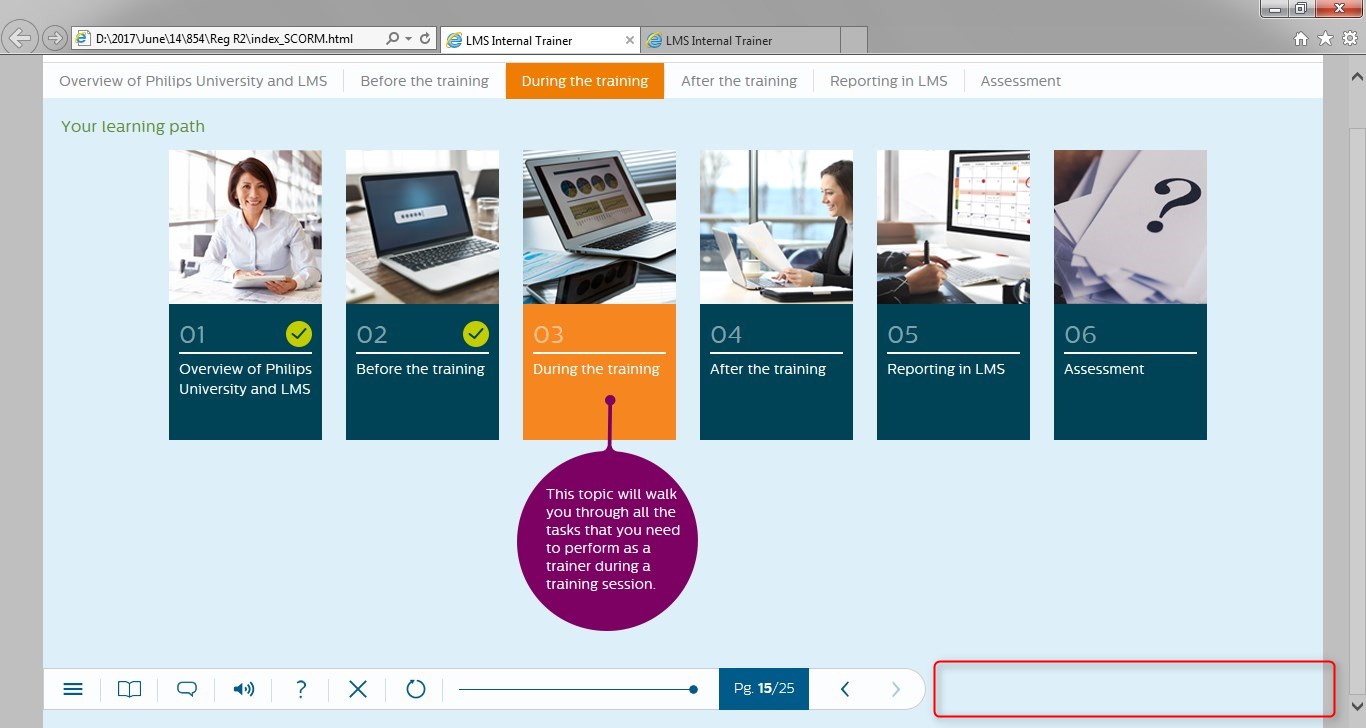 D:\2017\June\14\854\Reg R2\index_SCORM.html
LMS Internal Trainer
LMS Internal Trainer
Overview of Philips University and LMS
Before the training
During the training
After the training
Reporting in LMS
Assessment
Your learning path
?
01
Overview of Philips
University and LMS
02
Before the training
03
During the training
04
After the training
05
Reporting in LMS
06
Assessment
This topic will walk
you through all the
tasks that you need
to perform as a
trainer during a
training session.
?
Pg. 15/25